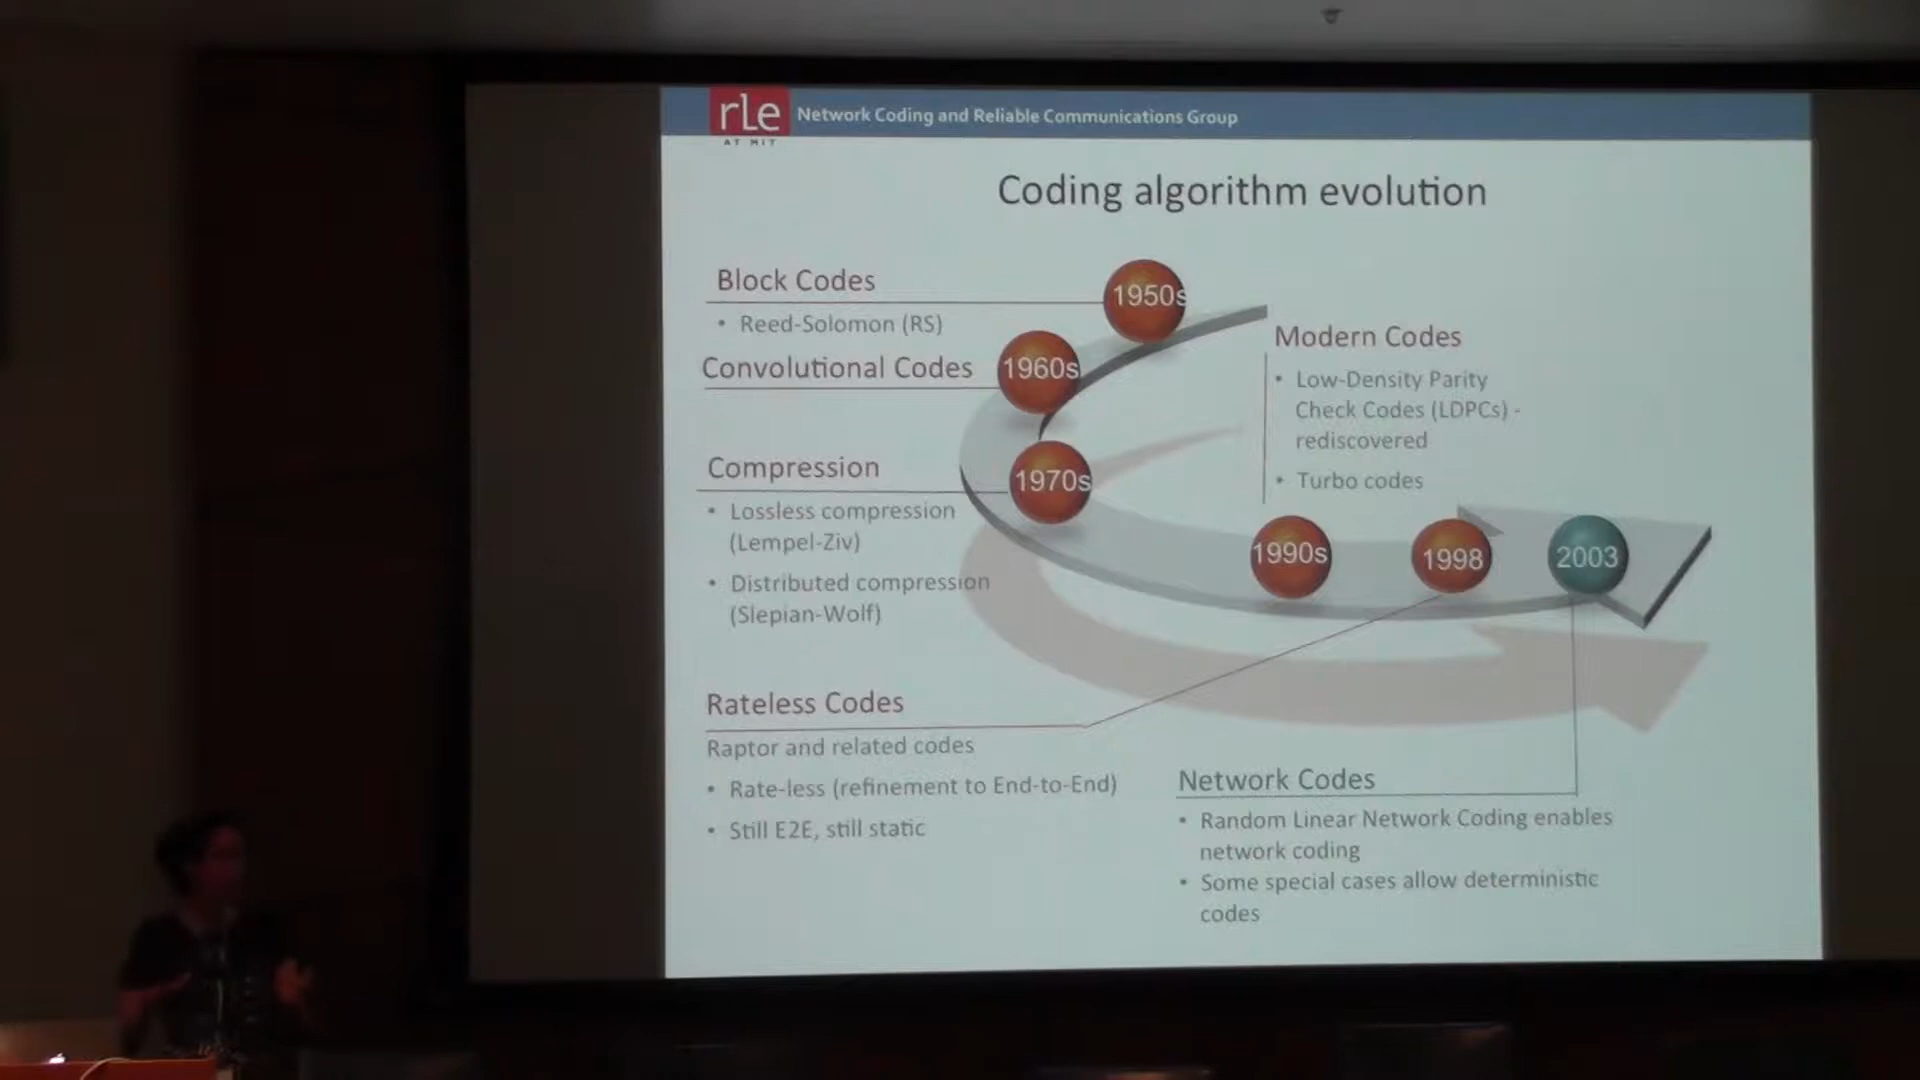 rle
AT MIT
Network Coding and Reliable Communications Group
Coding algorithm evolution
Block Codes
• Reed-Solomon (RS)
1950s
Convolutional Codes
1960s
Compression
1970s
• Lossless compression
(Lempel-Ziv)
• Distributed compression
(Slepian-Wolf)
Modern Codes
• Low-Density Parity
Check Codes (LDPCs) -
rediscovered
• Turbo codes
1990s
1998
2003
Rateless Codes
Raptor and related codes
• Rate-less (refinement to End-to-End)
• Still E2E, still static
Network Codes
• Random Linear Network Coding enables
network coding
• Some special cases allow deterministic
codes